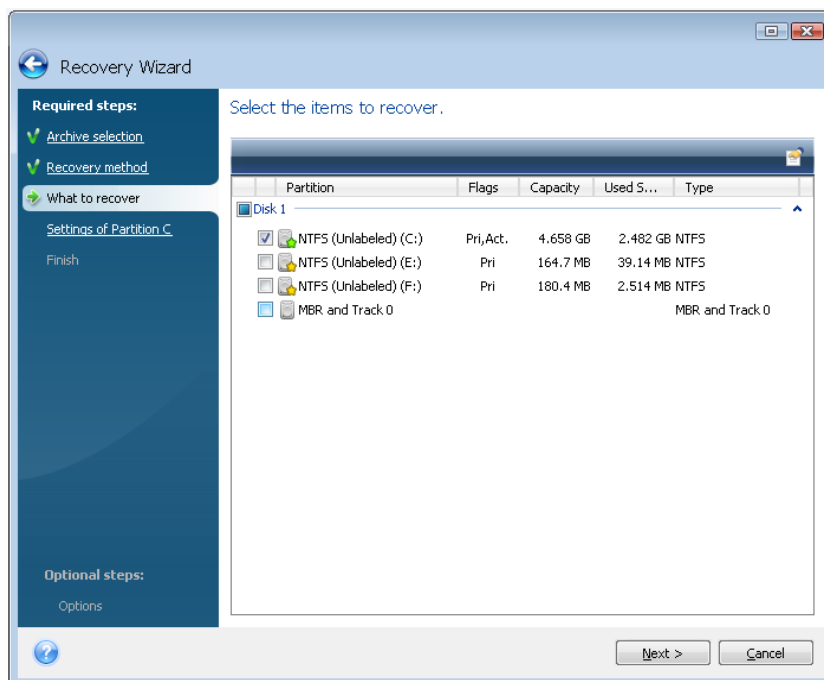 Recovery Wizard
Required steps:
Archive selection
Recovery method
What to recover
Settings of Partition C
Finish
Optional steps:
Options
Select the items to recover.
Partition Flags Capacity Used S... Type
Disk 1
NTFS (Unlabeled) (C:) Pri,Act. 4.658 GB 2.482 GB NTFS
NTFS (Unlabeled) (E:) Pri 164.7 MB 39.14 MB NTFS
NTFS (Unlabeled) (F:) Pri 180.4 MB 2.514 MB NTFS
MBR and Track 0 MBR and Track 0
Next >
Cancel